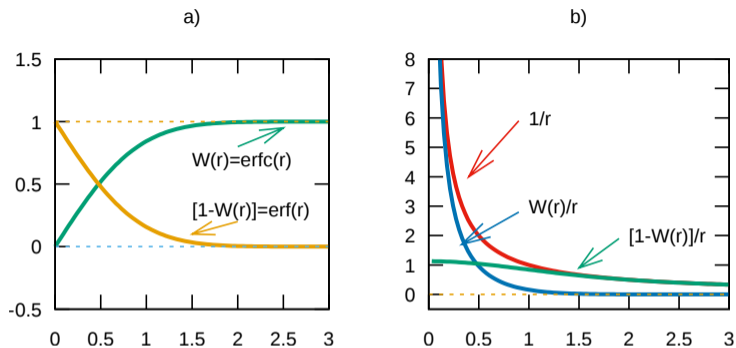 a)
b)
1.5
1
0.5
0
-0.5
W(r)=erfc(r)
[1-W(r)]=erf(r)
0 0.5 1 1.5 2 2.5 3
8
7
6
5
4
3
2
1
0
1/r
W(r)/r
[1-W(r)]/r
0 0.5 1 1.5 2 2.5 3